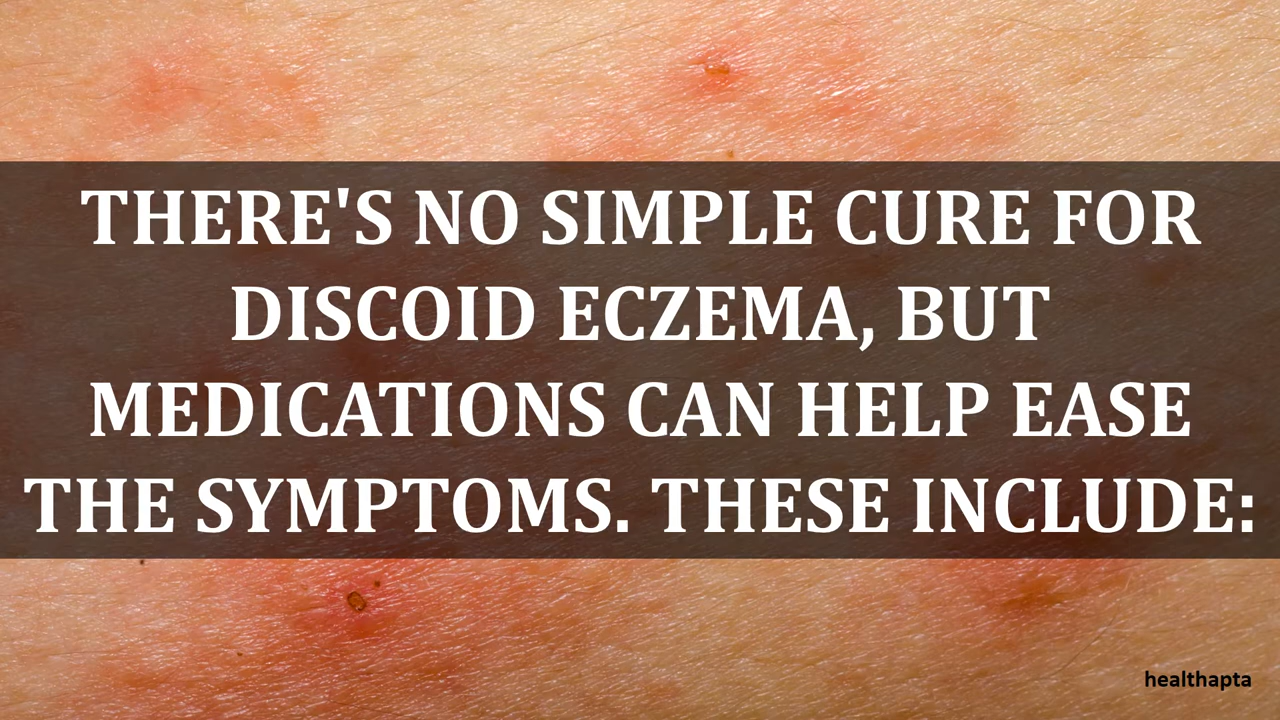 THERE'S NO SIMPLE CURE FOR
DISCOID ECZEMA, BUT
MEDICATIONS CAN HELP EASE
THE SYMPTOMS. THESE INCLUDE:
healthapta